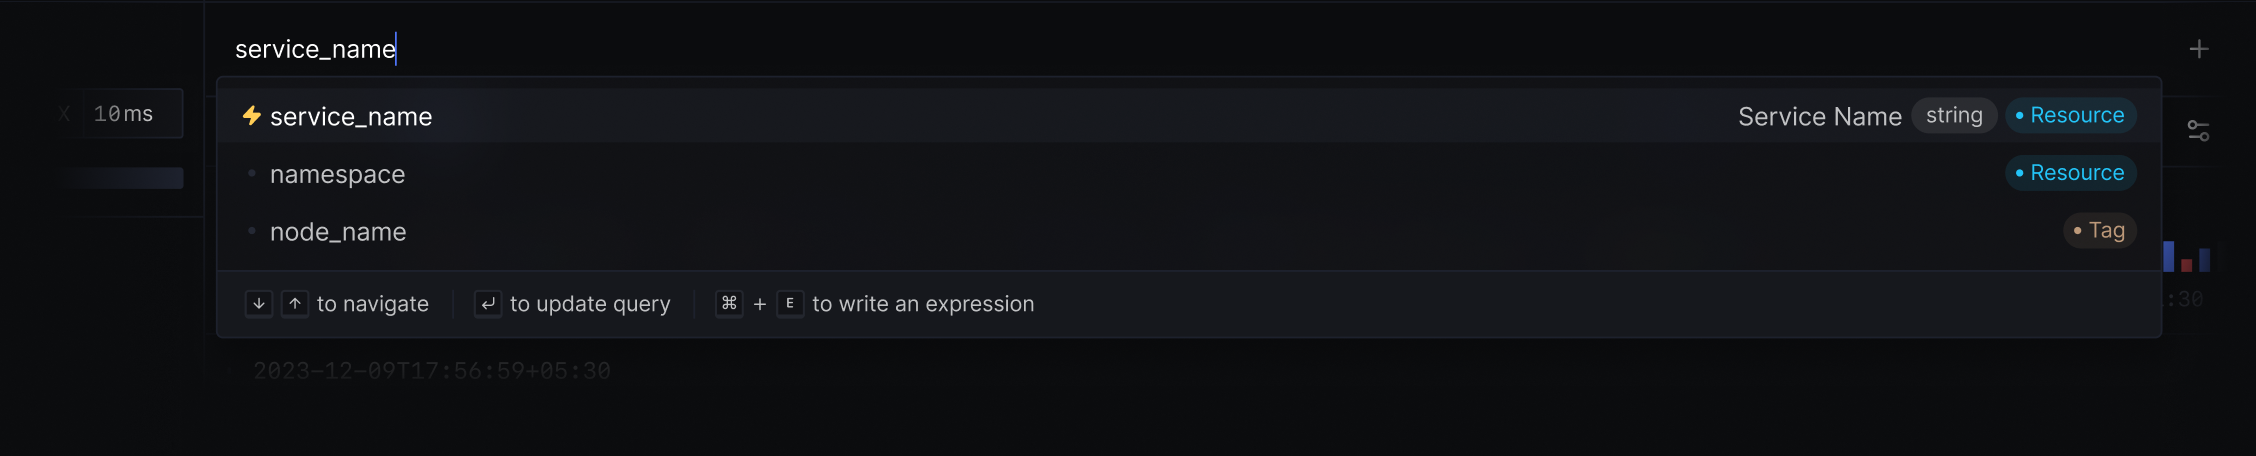 service_name
X 10ms
service_name Service Name string Resource
namespace Resource
node_name Tag
:30
↓ ↑ to navigate ↵ to update query ⌘ + E to write an expression
2023-12-09T17:56:59+05:30